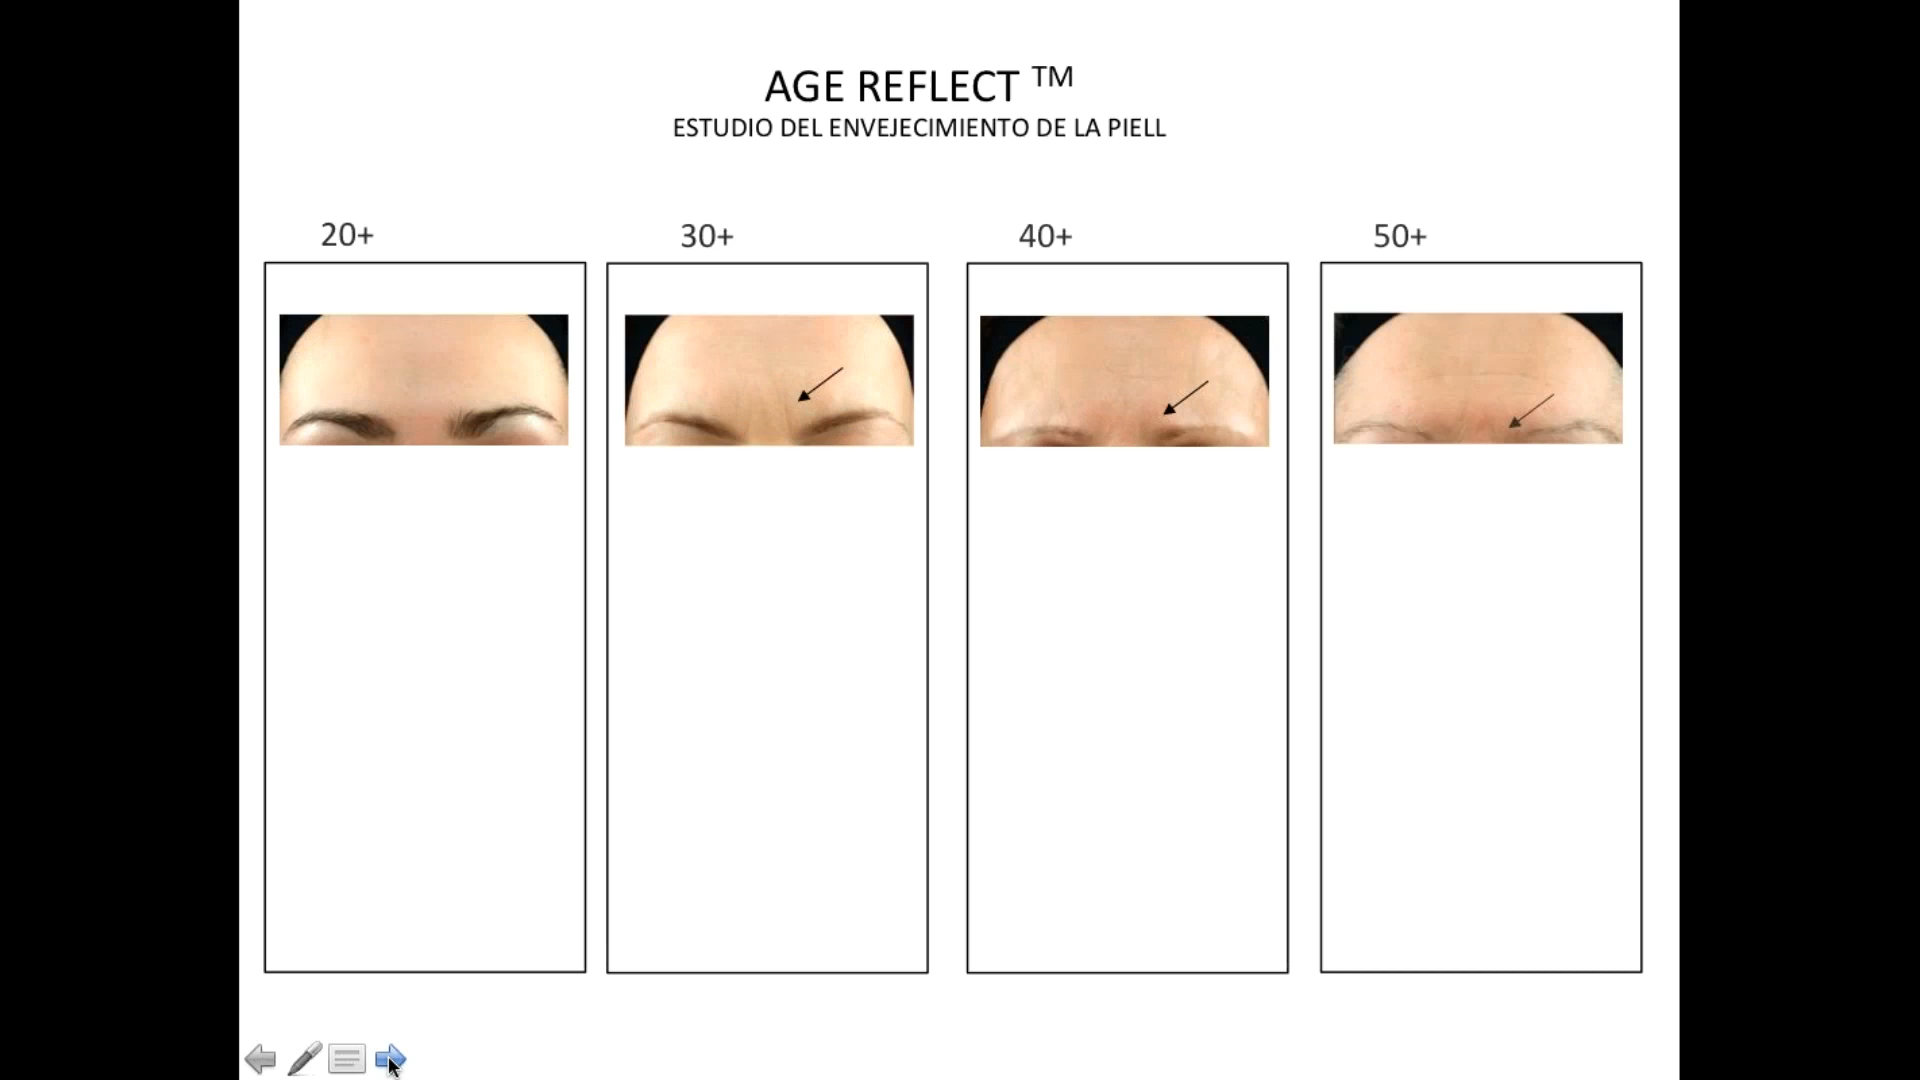 AGE REFLECT TM
ESTUDIO DEL ENVEJECIMIENTO DE LA PIELL
20+
30+
40+
50+